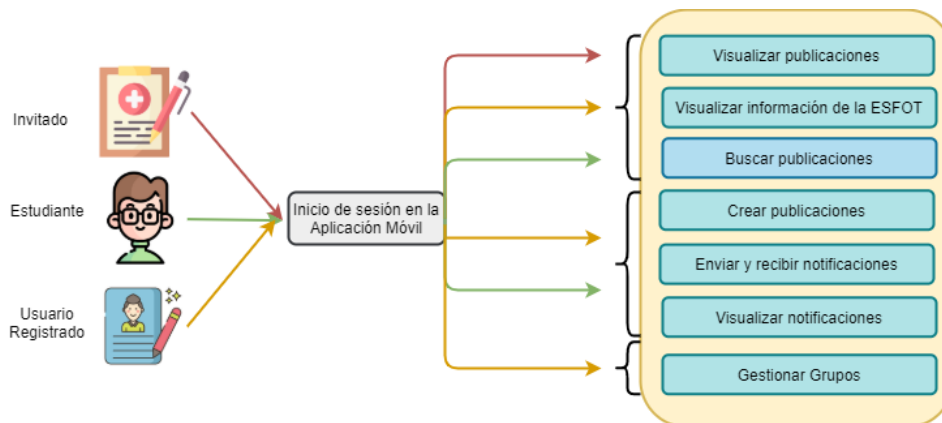 Invitado
Estudiante
Usuario
Registrado
Inicio de sesión en la
Aplicación Móvil
Visualizar publicaciones
Visualizar información de la ESFOT
Buscar publicaciones
Crear publicaciones
Enviar y recibir notificaciones
Visualizar notificaciones
Gestionar Grupos